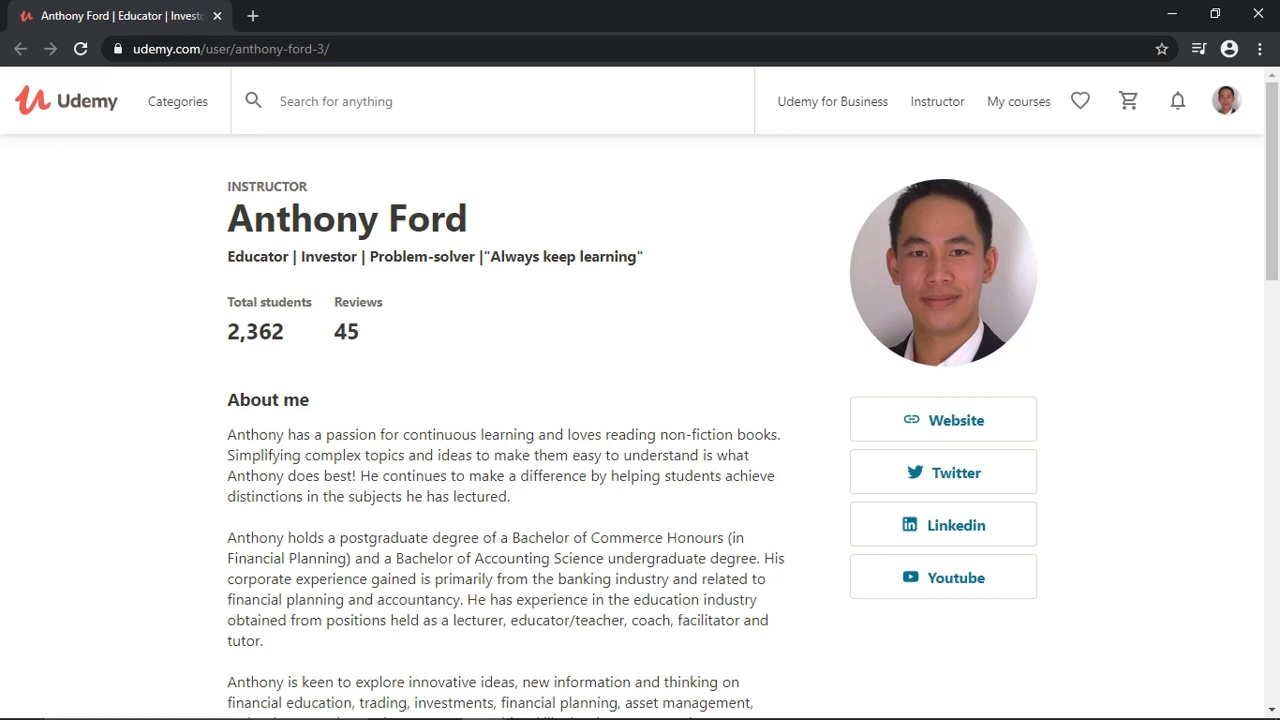 Anthony Ford | Educator | Investo
udemy.com/user/anthony-ford-3/
Udemy
Categories
Search for anything
Udemy for Business
Instructor
My courses
INSTRUCTOR
Anthony Ford
Educator | Investor | Problem-solver |"Always keep learning"
Total students
Reviews
2,362
45
About me
Anthony has a passion for continuous learning and loves reading non-fiction books.
Simplifying complex topics and ideas to make them easy to understand is what
Anthony does best! He continues to make a difference by helping students achieve
distinctions in the subjects he has lectured.
Anthony holds a postgraduate degree of a Bachelor of Commerce Honours (in
Financial Planning) and a Bachelor of Accounting Science undergraduate degree. His
corporate experience gained is primarily from the banking industry and related to
financial planning and accountancy. He has experience in the education industry
obtained from positions held as a lecturer, educator/teacher, coach, facilitator and
tutor.
Anthony is keen to explore innovative ideas, new information and thinking on
financial education, trading, investments, financial planning, asset management,
Website
Twitter
Linkedin
Youtube